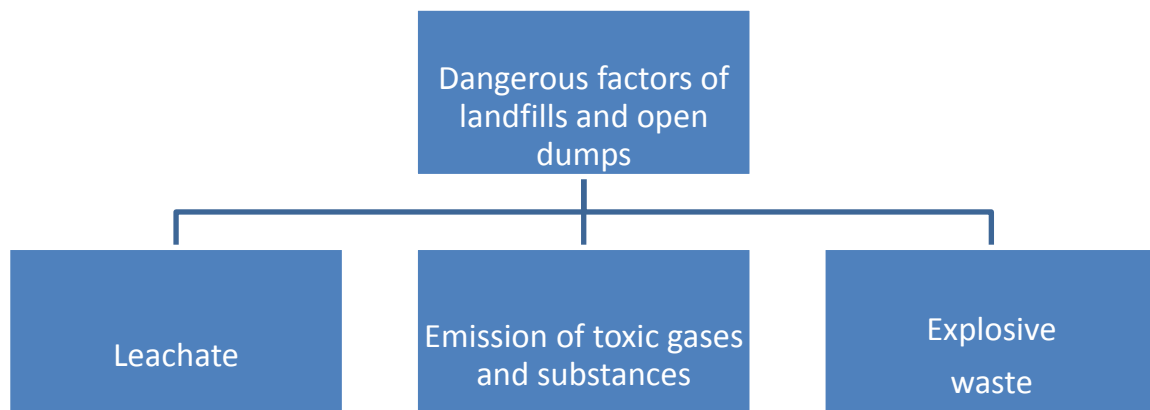 Dangerous factors of
landfills and open
dumps
Leachate
Emission of toxic gases
and substances
Explosive
waste